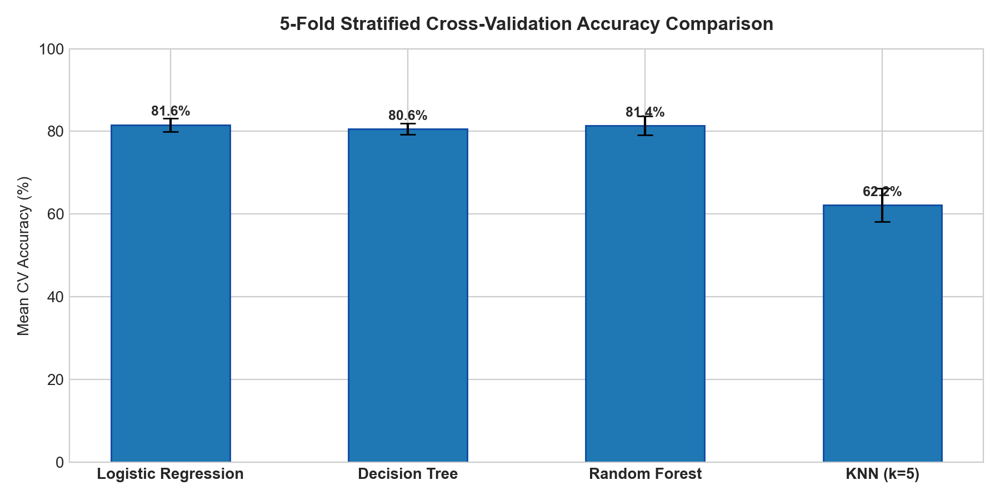 5-Fold Stratified Cross-Validation Accuracy Comparison
Mean CV Accuracy (%)
100
80
60
40
20
0
81.6%
80.6%
81.4%
62.2%
Logistic Regression
Decision Tree
Random Forest
KNN (k=5)